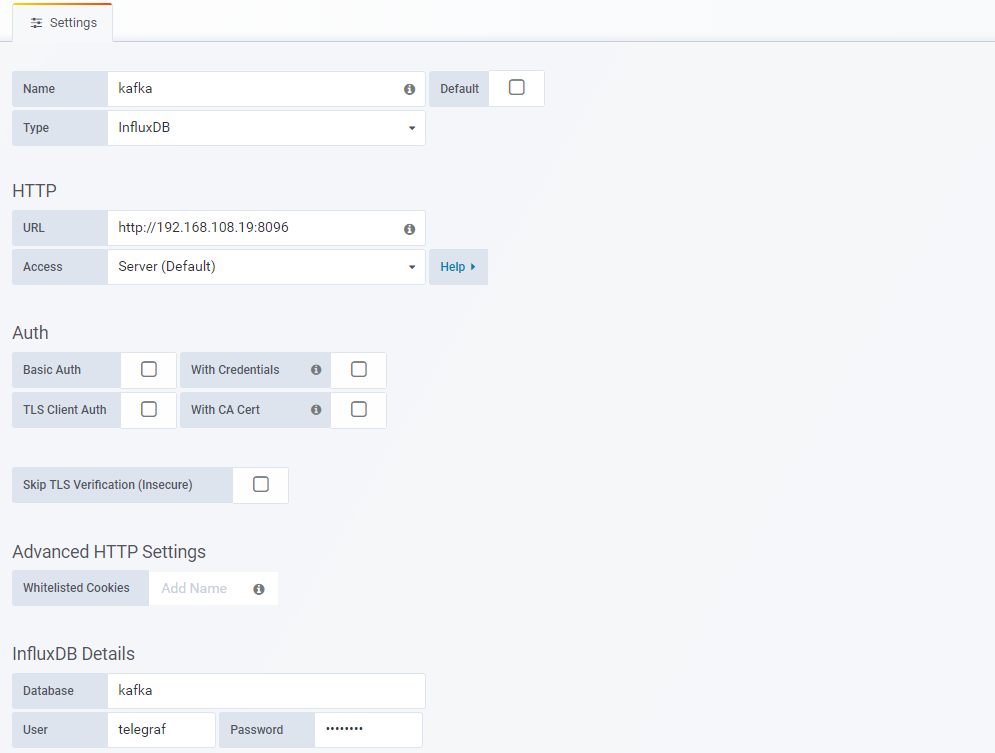 Settings
Name kafka Default
Type InfluxDB
HTTP
URL http://192.168.108.19:8096
Access Server (Default) Help
Auth
Basic Auth With Credentials
TLS Client Auth With CA Cert
Skip TLS Verification (Insecure)
Advanced HTTP Settings
Whitelisted Cookies Add Name
InfluxDB Details
Database kafka
User telegraf Password ••••••••